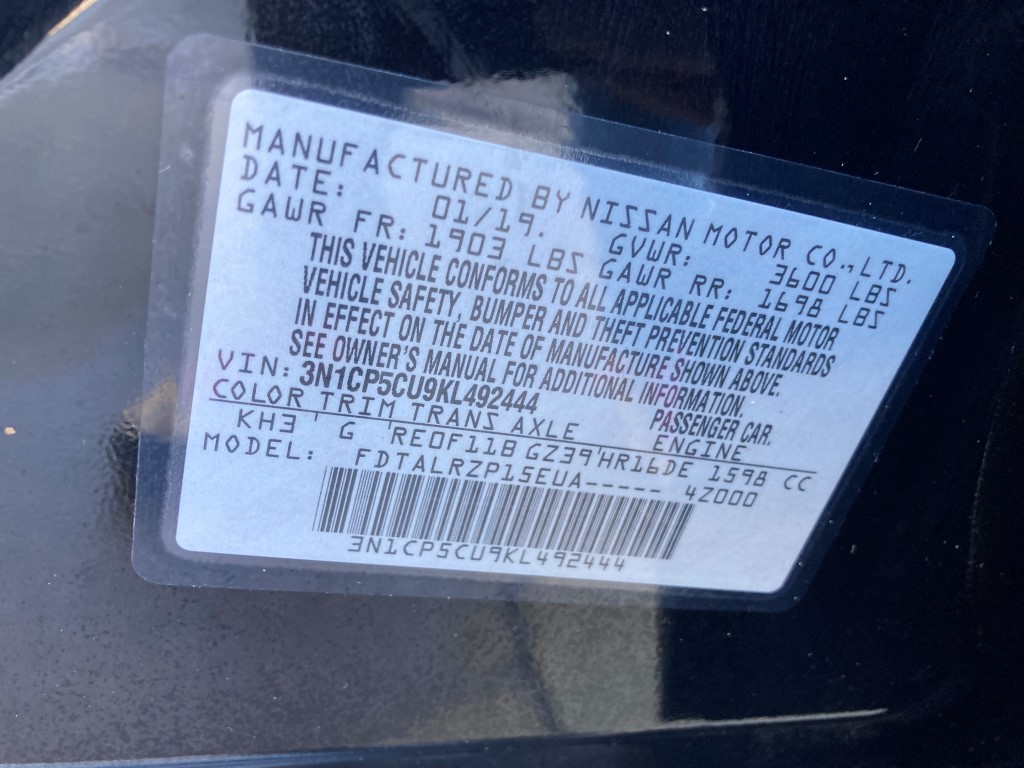 MANUFACTURED BY NISSAN MOTOR CO.,LTD.
DATE: 01/19. GVWR: 3600 LBS
GAWR FR: 1903 LBS GAWR RR: 1698 LBS
THIS VEHICLE CONFORMS TO ALL APPLICABLE FEDERAL MOTOR
VEHICLE SAFETY, BUMPER AND THEFT PREVENTION STANDARDS
IN EFFECT ON THE DATE OF MANUFACTURE SHOWN ABOVE.
SEE OWNER'S MANUAL FOR ADDITIONAL INFORMATION.
VIN: 3N1CP5CU9KL492444 PASSENGER CAR.
COLOR TRIM TRANS AXLE ENGINE
KH3 G RE0F11B GZ39 HR16DE 1598 CC
MODEL: FDTALRZP15EUA----- 4Z000
3N1CP5CU9KL492444